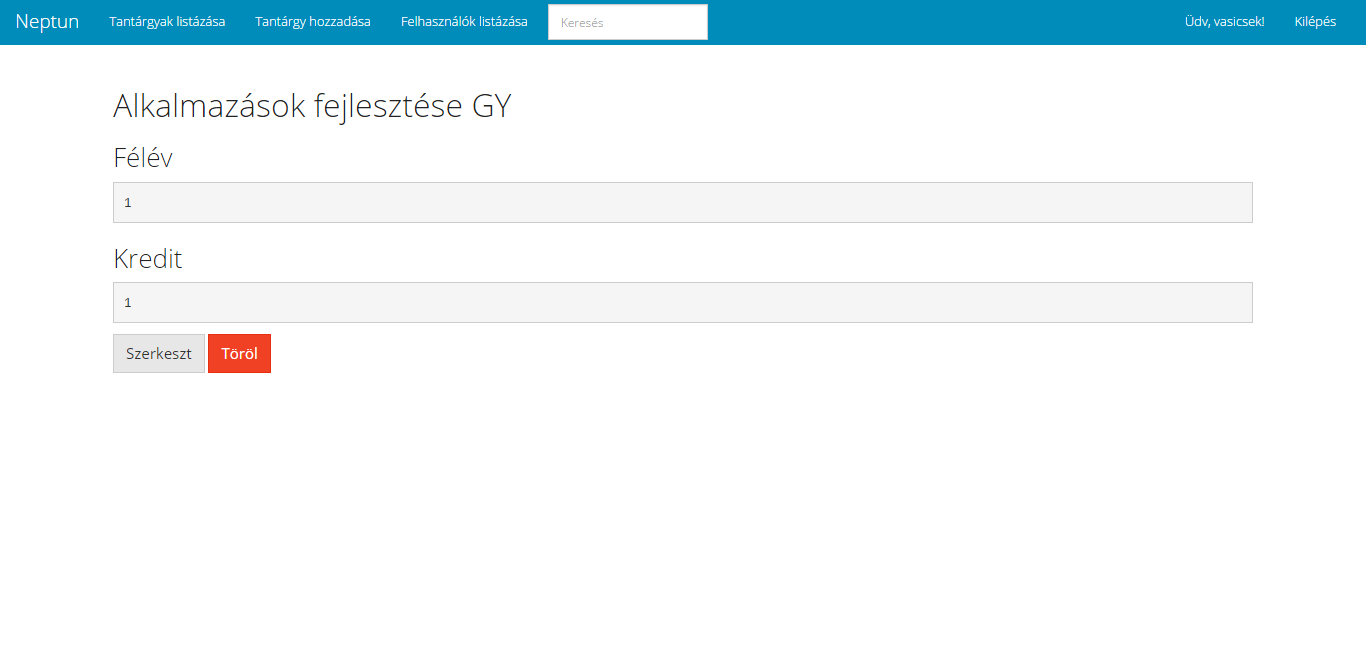 Neptun Tantárgyak listázása Tantárgy hozzadása Felhasználók listázása Keresés Üdv, vasicsek! Kilépés
Alkalmazások fejlesztése GY
Félév
1
Kredit
1
Szerkeszt Töröl